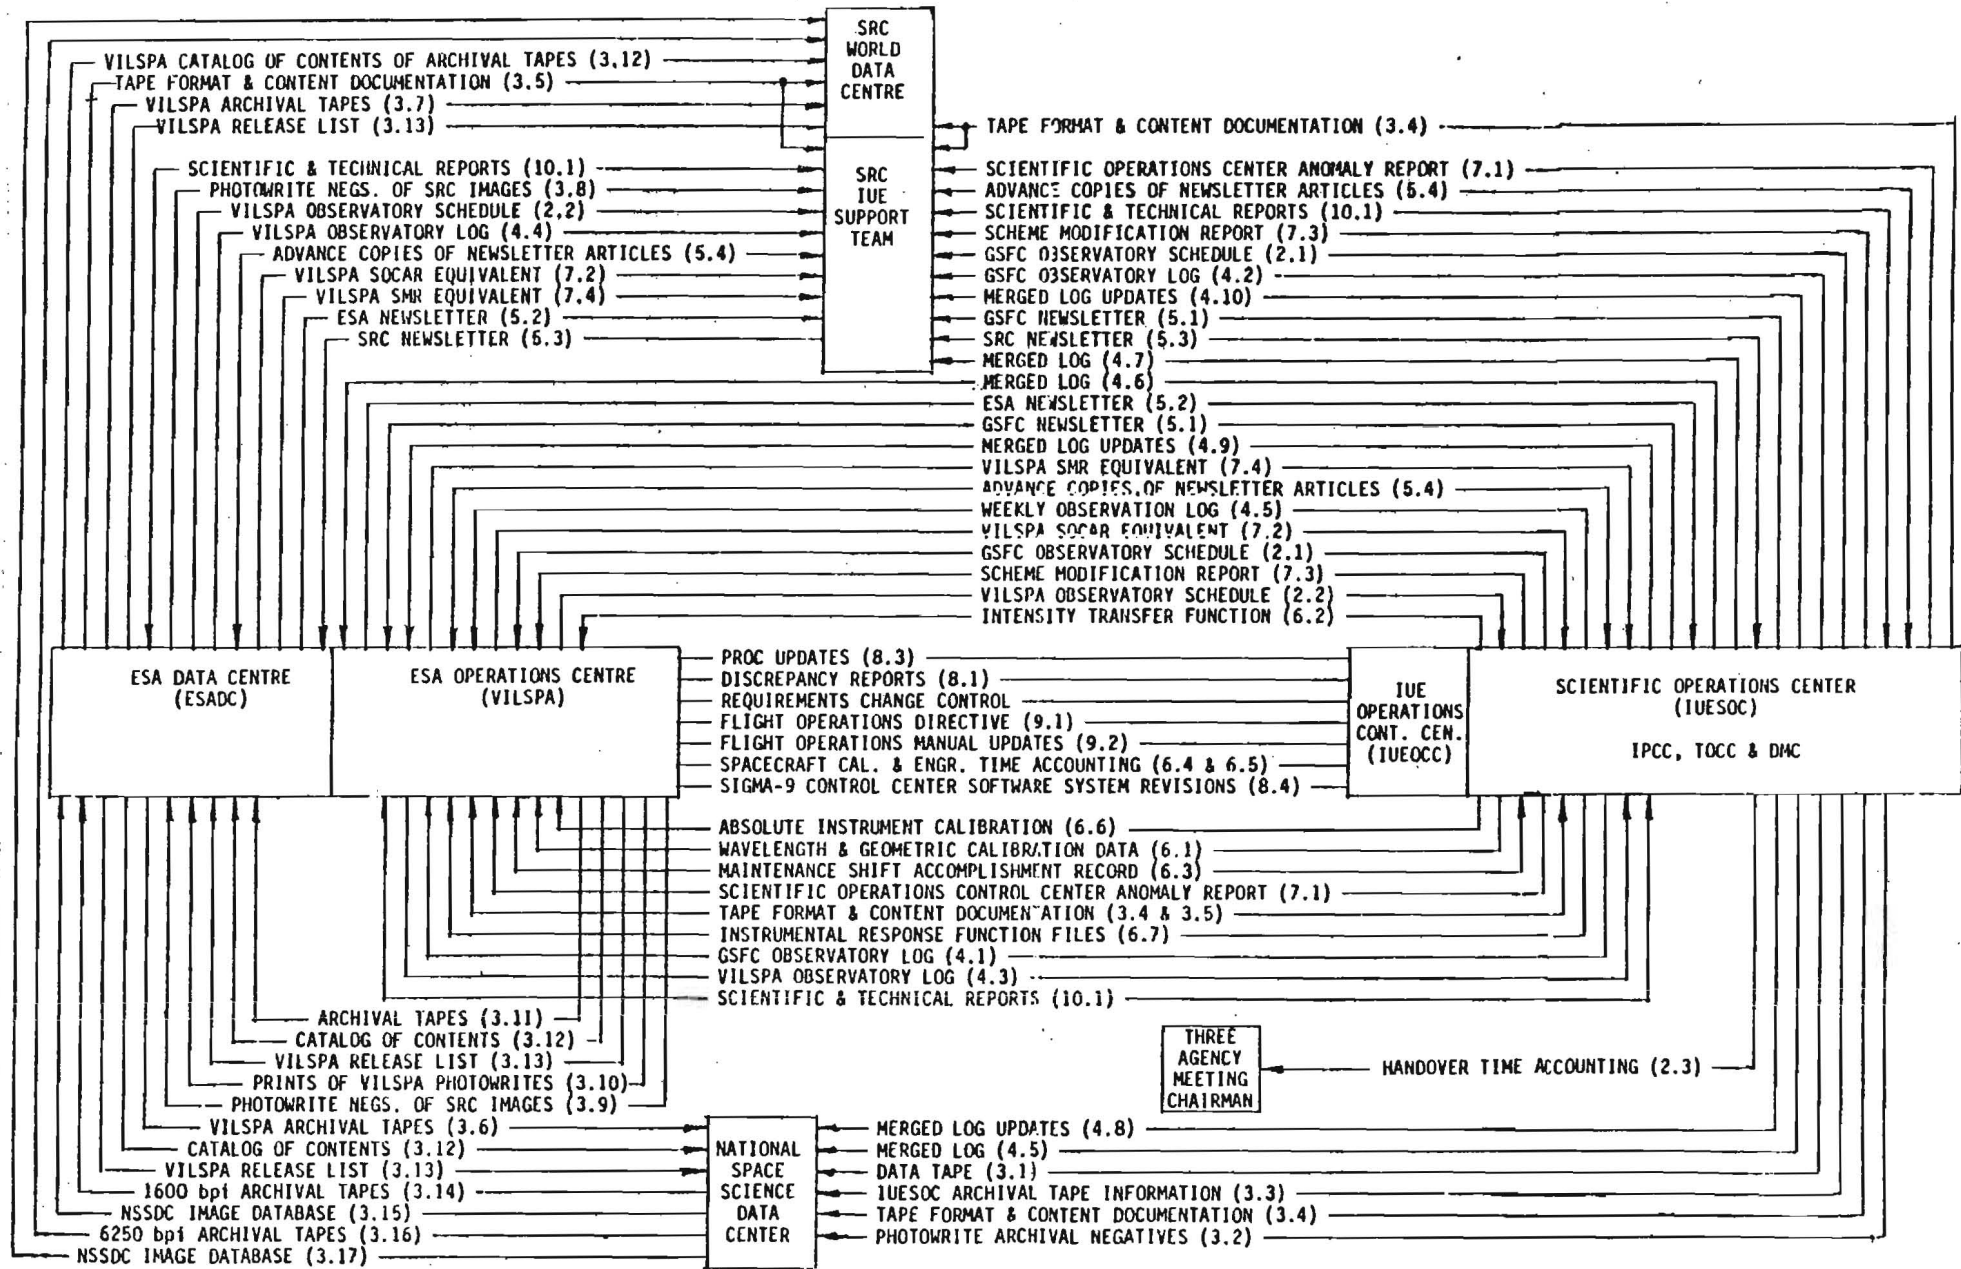 SRC
WORLD
DATA
CENTRE
VILSPA CATALOG OF CONTENTS OF ARCHIVAL TAPES (3.12)
TAPE FORMAT & CONTENT DOCUMENTATION (3.5)
VILSPA ARCHIVAL TAPES (3.7)
VILSPA RELEASE LIST (3.13)
TAPE FORMAT & CONTENT DOCUMENTATION (3.4)
SRC
IUE
SUPPORT
TEAM
SCIENTIFIC & TECHNICAL REPORTS (10.1)
PHOTOWRITE NEGS. OF SRC IMAGES (3.8)
VILSPA OBSERVATORY SCHEDULE (2.2)
VILSPA OBSERVATORY LOG (4.4)
ADVANCE COPIES OF NEWSLETTER ARTICLES (5.4)
VILSPA SOCAR EQUIVALENT (7.2)
VILSPA SMR EQUIVALENT (7.4)
ESA NEWSLETTER (5.2)
SRC NEWSLETTER (5.3)
SCIENTIFIC OPERATIONS CENTER ANOMALY REPORT (7.1)
ADVANCE COPIES OF NEWSLETTER ARTICLES (5.4)
SCIENTIFIC & TECHNICAL REPORTS (10.1)
SCHEME MODIFICATION REPORT (7.3)
GSFC OBSERVATORY SCHEDULE (2.1)
GSFC OBSERVATORY LOG (4.2)
MERGED LOG UPDATES (4.10)
GSFC NEWSLETTER (5.1)
SRC NEWSLETTER (5.3)
MERGED LOG (4.7)
MERGED LOG (4.6)
ESA NEWSLETTER (5.2)
GSFC NEWSLETTER (5.1)
MERGED LOG UPDATES (4.9)
VILSPA SMR EQUIVALENT (7.4)
ADVANCE COPIES OF NEWSLETTER ARTICLES (5.4)
WEEKLY OBSERVATION LOG (4.5)
VILSPA SOCAR EQUIVALENT (7.2)
GSFC OBSERVATORY SCHEDULE (2.1)
SCHEME MODIFICATION REPORT (7.3)
VILSPA OBSERVATORY SCHEDULE (2.2)
INTENSITY TRANSFER FUNCTION (6.2)
ESA DATA CENTRE
(ESADC)
ESA OPERATIONS CENTRE
(VILSPA)
PROC UPDATES (8.3)
DISCREPANCY REPORTS (8.1)
REQUIREMENTS CHANGE CONTROL
FLIGHT OPERATIONS DIRECTIVE (9.1)
FLIGHT OPERATIONS MANUAL UPDATES (9.2)
SPACECRAFT CAL. & ENGR. TIME ACCOUNTING (6.4 & 6.5)
SIGMA-9 CONTROL CENTER SOFTWARE SYSTEM REVISIONS (8.4)
IUE
OPERATIONS
CONT. CEN.
(IUEOCC)
SCIENTIFIC OPERATIONS CENTER
(IUESOC)
IPCC, TOCC & DMC
ABSOLUTE INSTRUMENT CALIBRATION (6.6)
WAVELENGTH & GEOMETRIC CALIBRATION DATA (6.1)
MAINTENANCE SHIFT ACCOMPLISHMENT RECORD (6.3)
SCIENTIFIC OPERATIONS CONTROL CENTER ANOMALY REPORT (7.1)
TAPE FORMAT & CONTENT DOCUMENTATION (3.4 & 3.5)
INSTRUMENTAL RESPONSE FUNCTION FILES (6.7)
GSFC OBSERVATORY LOG (4.1)
VILSPA OBSERVATORY LOG (4.3)
SCIENTIFIC & TECHNICAL REPORTS (10.1)
ARCHIVAL TAPES (3.11)
CATALOG OF CONTENTS (3.12)
VILSPA RELEASE LIST (3.13)
PRINTS OF VILSPA PHOTOWRITES (3.10)
PHOTOWRITE NEGS. OF SRC IMAGES (3.9)
THREE
AGENCY
MEETING
CHAIRMAN
HANDOVER TIME ACCOUNTING (2.3)
VILSPA ARCHIVAL TAPES (3.6)
CATALOG OF CONTENTS (3.12)
VILSPA RELEASE LIST (3.13)
1600 bpi ARCHIVAL TAPES (3.14)
NSSDC IMAGE DATABASE (3.15)
6250 bpi ARCHIVAL TAPES (3.16)
NSSDC IMAGE DATABASE (3.17)
NATIONAL
SPACE
SCIENCE
DATA
CENTER
MERGED LOG UPDATES (4.8)
MERGED LOG (4.5)
DATA TAPE (3.1)
IUESOC ARCHIVAL TAPE INFORMATION (3.3)
TAPE FORMAT & CONTENT DOCUMENTATION (3.4)
PHOTOWRITE ARCHIVAL NEGATIVES (3.2)